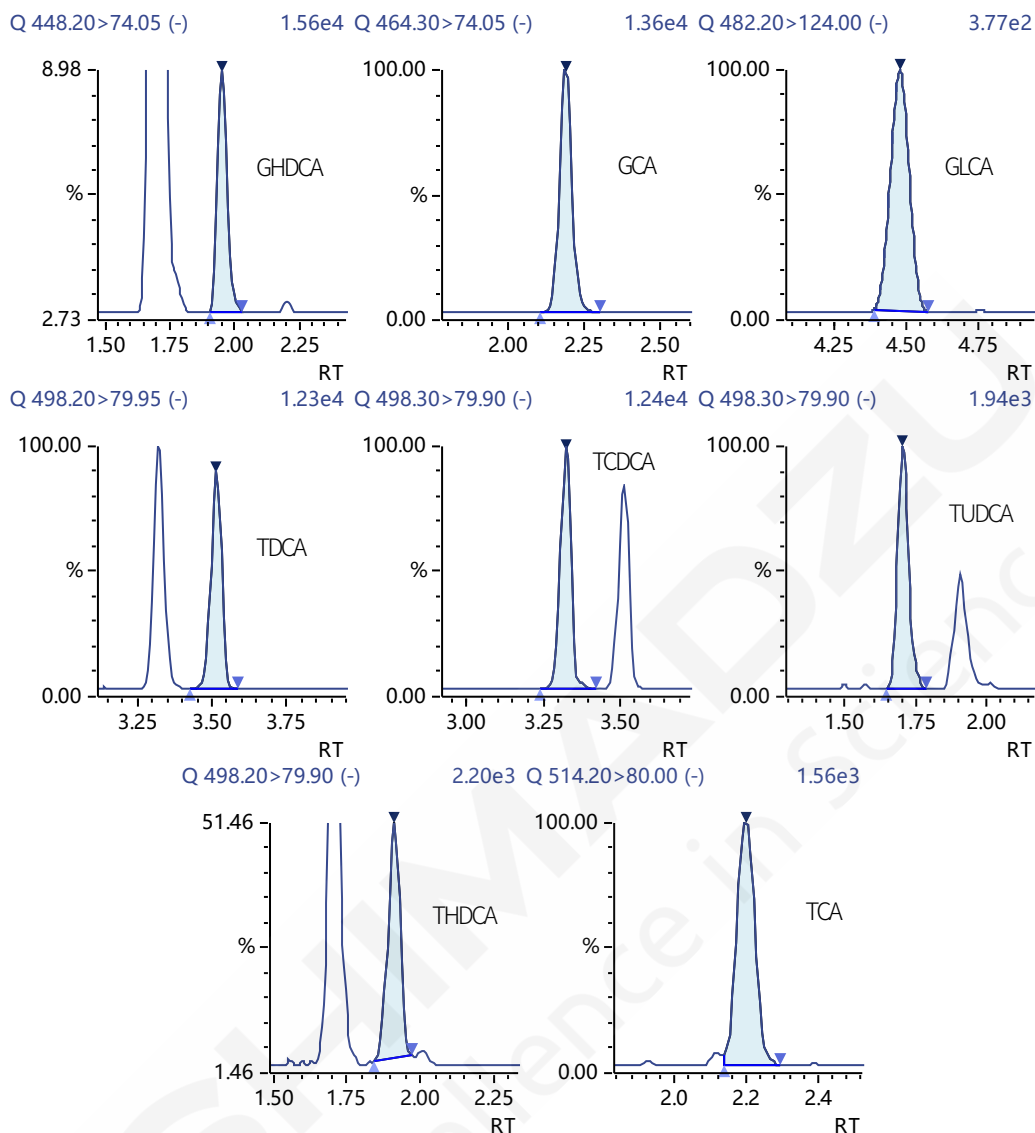 Q 448.20>74.05 (-) 1.56e4 Q 464.30>74.05 (-) 1.36e4 Q 482.20>124.00 (-) 3.77e2
8.98 100.00 100.00
GHDCA GCA GLCA
% % %
2.73 0.00 0.00
1.50 1.75 2.00 2.25 2.00 2.25 2.50 4.25 4.50 4.75
RT RT RT
Q 498.20>79.95 (-) 1.23e4 Q 498.30>79.90 (-) 1.24e4 Q 498.30>79.90 (-) 1.94e3
100.00 100.00 100.00
TCDCA
TUDCA
TDCA
% % %
0.00 0.00 0.00
3.25 3.50 3.75 3.00 3.25 3.50 1.50 1.75 2.00
RT RT RT
Q 498.20>79.90 (-) 2.20e3 Q 514.20>80.00 (-) 1.56e3
51.46 100.00
THDCA TCA
% %
1.46 0.00
1.50 1.75 2.00 2.25 2.0 2.2 2.4
RT RT
SHIMADZU
Excellence in Science